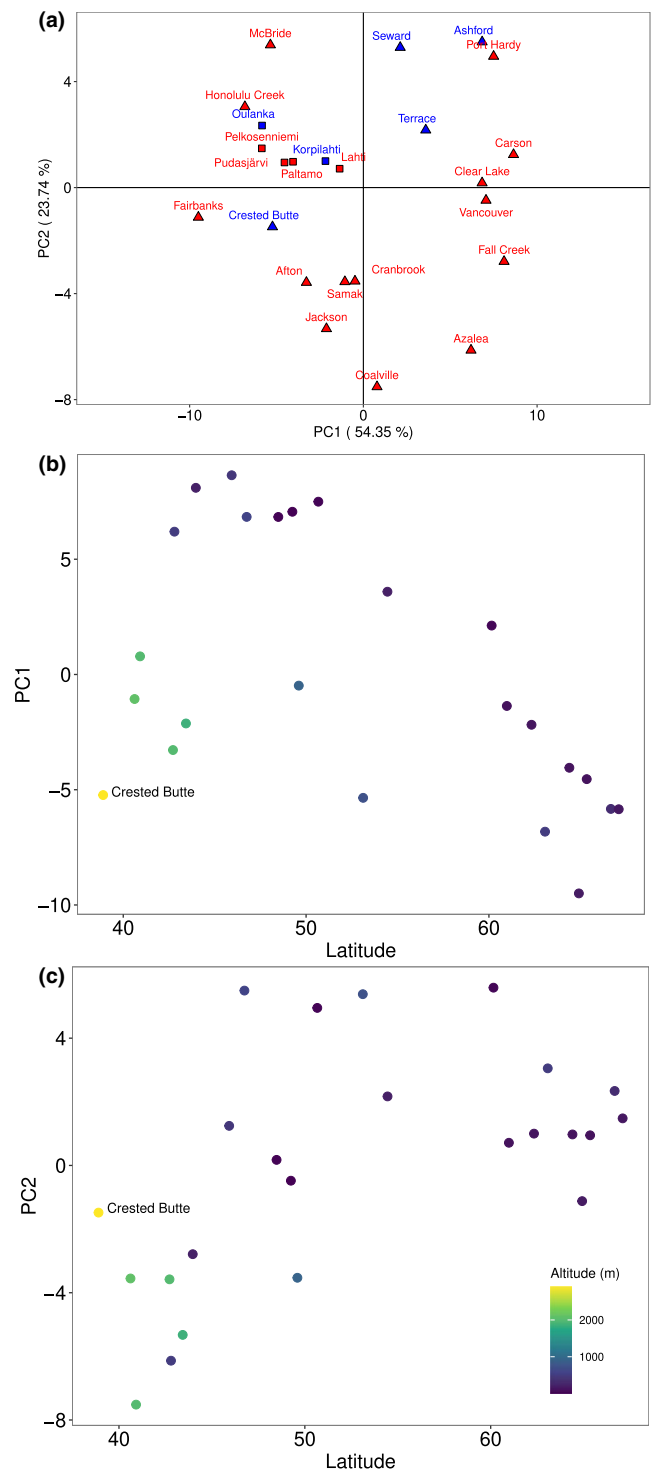 (a)
McBride
Seward
Ashford
Port Hardy
4
Honolulu Creek
Oulanka
Terrace
Pelkosenniemi
Korpilahti
Carson
Pudasjärvi
Lahti
Paltamo
Clear Lake
0
Fairbanks
Vancouver
Crested Butte
Fall Creek
Afton
Cranbrook
−4
Samak
Jackson
Azalea
Coalville
−8
−10
0
10
PC1 ( 54.35 %)
PC2 ( 23.74 %)
(b)
5
0
−5
−10
Crested Butte
40
50
60
Latitude
PC1
(c)
4
0
−4
−8
Crested Butte
Altitude (m)
2000
1000
40
50
60
Latitude
PC2